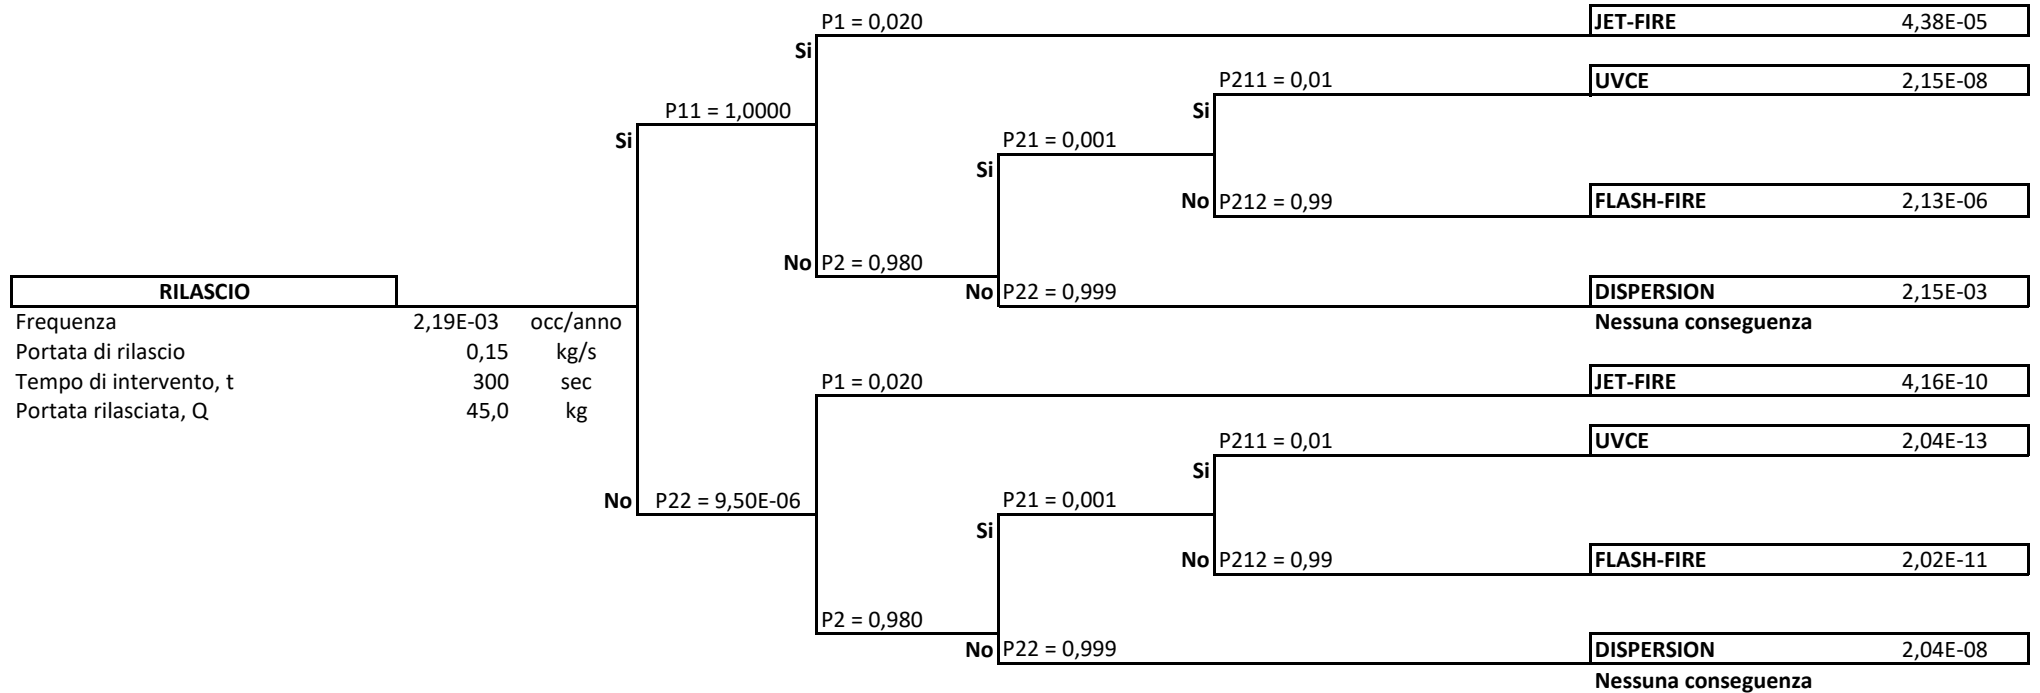 P1 = 0,020 JET-FIRE 4,38E-05
Si
P211 = 0,01 UVCE 2,15E-08
P11 = 1,0000 Si
Si P21 = 0,001
Si
No P212 = 0,99 FLASH-FIRE 2,13E-06
No P2 = 0,980
RILASCIO No P22 = 0,999 DISPERSION 2,15E-03
Frequenza 2,19E-03 occ/anno Nessuna conseguenza
Portata di rilascio 0,15 kg/s
Tempo di intervento, t 300 sec P1 = 0,020 JET-FIRE 4,16E-10
Portata rilasciata, Q 45,0 kg
P211 = 0,01 UVCE 2,04E-13
Si
No P22 = 9,50E-06 P21 = 0,001
Si
No P212 = 0,99 FLASH-FIRE 2,02E-11
P2 = 0,980
No P22 = 0,999 DISPERSION 2,04E-08
Nessuna conseguenza